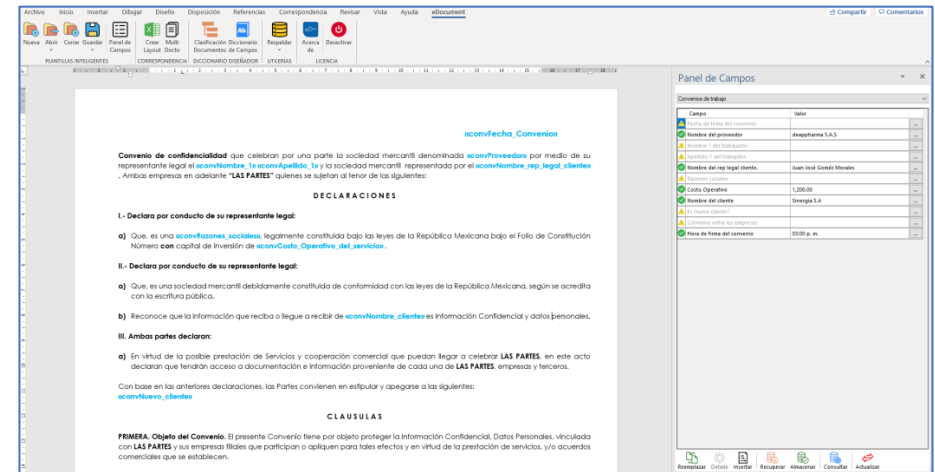 Archivo Inicio Insertar Dibujar Diseño Disposición Referencias Correspondencia Revisar Vista Ayuda eDocument Compartir Comentarios
Nueva Abrir Cerrar Guardar Panel de Campos Crear Layout Multi Docto Clasificación Documentos Diccionario de Campos Respaldar Acerca de Desactivar
PLANTILLAS INTELIGENTES CORRESPONDENCIA DICCIONARIO DISEÑADOR UTILERIAS LICENCIA
«convFecha_Convenio»
Convenio de confidencialidad que celebran por una parte la sociedad mercantil denominada «convProveedor» por medio de su
representante legal el «convNombre_1» «convApellido_1» y la sociedad mercantil representada por el «convNombre_rep_legal_cliente»
. Ambas empresas en adelante "LAS PARTES" quienes se sujetan al tenor de las siguientes:
DECLARACIONES
I.- Declara por conducto de su representante legal:
a) Que, es una «convRazones_sociales», legalmente constituida bajo las leyes de la República Mexicana bajo el Folio de Constitución
Número con capital de inversión de «convCosto_Operativo_del_servicio» .
II.- Declara por conducto de su representante legal:
a) Que, es una sociedad mercantil debidamente constituida de conformidad con las leyes de la República Mexicana, según se acredita
con la escritura pública.
b) Reconoce que la información que reciba o llegue a recibir de «convNombre_cliente» es Información Confidencial y datos personales.
III. Ambas partes declaran:
a) En virtud de la posible prestación de Servicios y cooperación comercial que puedan llegar a celebrar LAS PARTES, en este acto
declaran que tendrán acceso a documentación e información proveniente de cada una de LAS PARTES, empresas y terceros.
Con base en las anteriores declaraciones, las Partes convienen en estipular y apegarse a las siguientes:
«convNuevo_cliente»
CLAUSULAS
PRIMERA. Objeto del Convenio. El presente Convenio tiene por objeto proteger la Información Confidencial, Datos Personales, vinculada
con LAS PARTES y sus empresas filiales que participan o apliquen para tales efectos y en virtud de la prestación de servicios, y/o acuerdos
comerciales que se establecen.
Panel de Campos
Convenios de trabajo
Campo Valor
Fecha de firma del convenio.
Nombre del proveedor deappharma S.A.S
Nombre 1 del trabajador.
Apellido 1 del trabajador.
Nombre del rep legal cliente. Juan José Goméz Morales
Razones sociales
Costo Operativo 1,200.00
Nombre del cliente Sinergia S.A
Es nuevo cliente?
Convenio entre las empresas
Hora de firma del convenio 03:00 p. m.
Reemplazar Detalle Insertar Recuperar Almacenar Consultar Actualizar